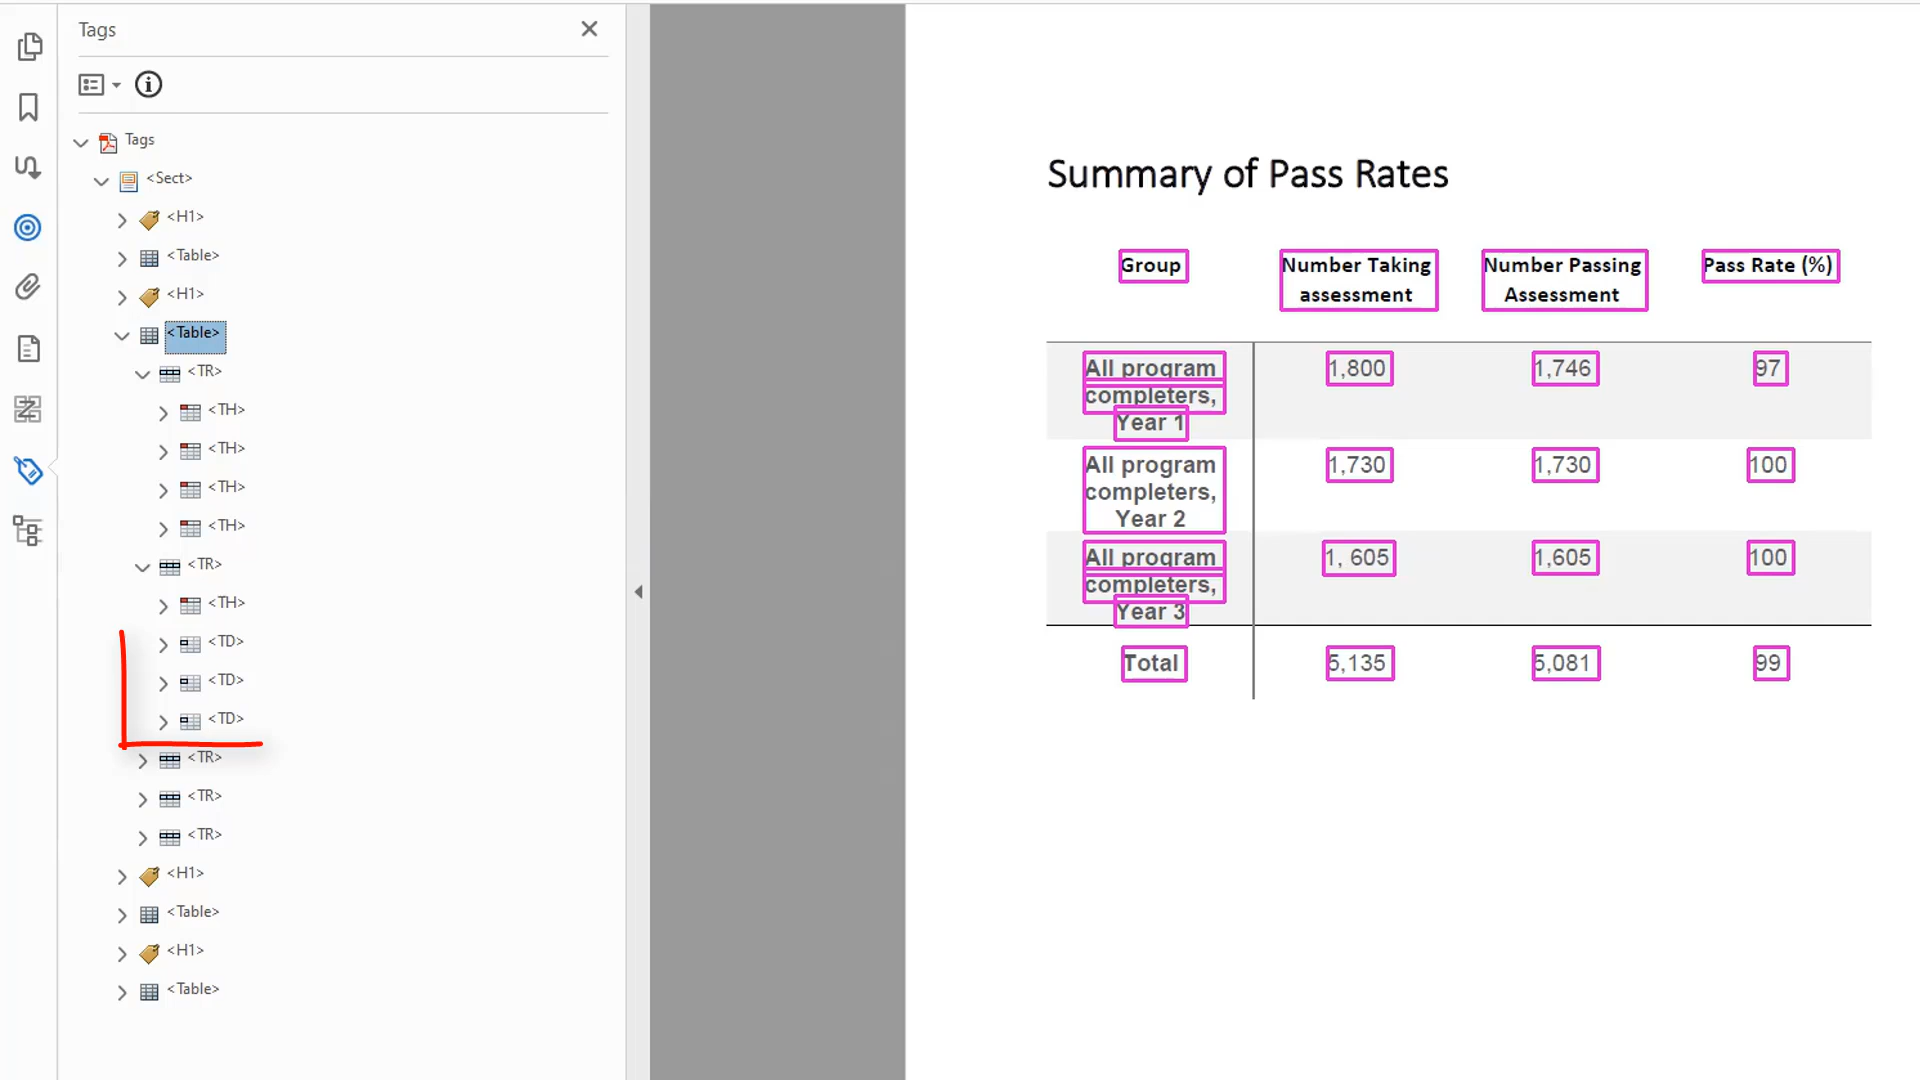 Tags
Tags
<Sect>
<H1>
<Table>
<H1>
<Table>
<TR>
<TH>
<TH>
<TH>
<TH>
<TR>
<TH>
<TD>
<TD>
<TD>
<TR>
<TR>
<TR>
<H1>
<Table>
<H1>
<Table>
Summary of Pass Rates
Group Number Taking assessment Number Passing Assessment Pass Rate (%)
All program completers, Year 1 1,800 1,746 97
All program completers, Year 2 1,730 1,730 100
All program completers, Year 3 1, 605 1,605 100
Total 5,135 5,081 99